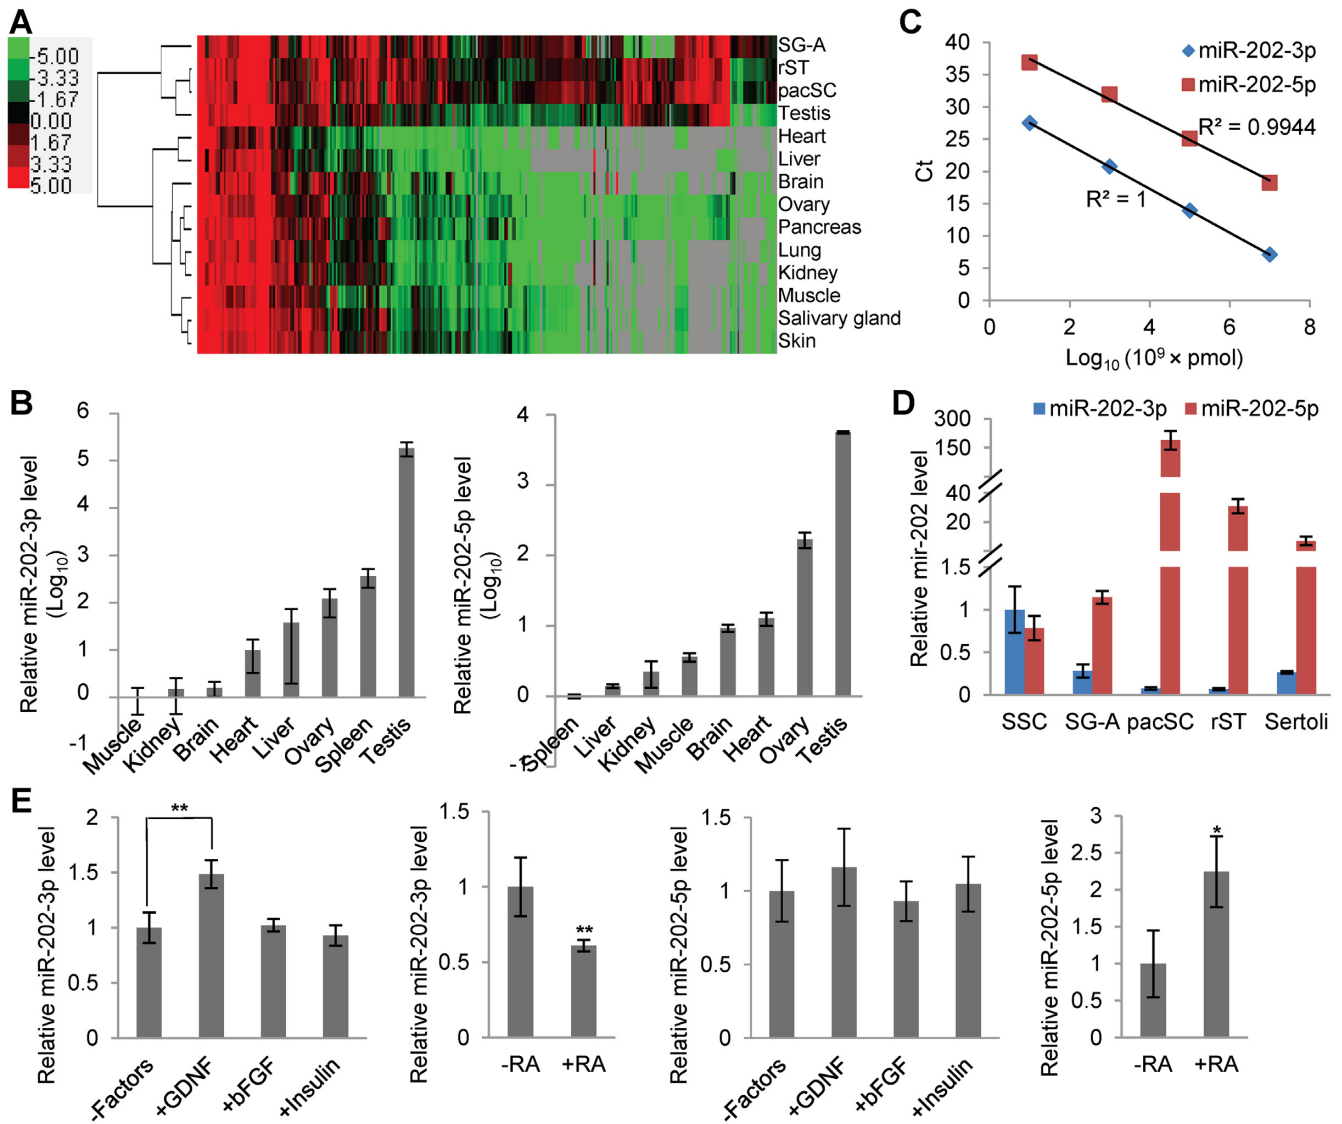 A
-5.00
-3.33
-1.67
0.00
1.67
3.33
5.00
SG-A
rST
pacSC
Testis
Heart
Liver
Brain
Ovary
Pancreas
Lung
Kidney
Muscle
Salivary gland
Skin
C
40
35
30
25
20
15
10
5
0
Ct
miR-202-3p
miR-202-5p
R² = 0.9944
R² = 1
0 2 4 6 8
Log₁₀ (10⁹ × pmol)
B
Relative miR-202-3p level
(Log₁₀)
6
5
4
3
2
1
0
-1
Muscle
Kidney
Brain
Heart
Liver
Ovary
Spleen
Testis
Relative miR-202-5p level
(Log₁₀)
4
3
2
1
0
-1
Spleen
Liver
Kidney
Muscle
Brain
Heart
Ovary
Testis
D
miR-202-3p
miR-202-5p
Relative mir-202 level
300
150
40
20
1.5
1
0.5
0
SSC SG-A pacSC rST Sertoli
E
Relative miR-202-3p level
2
1.5
1
0.5
0
**
-Factors
+GDNF
+bFGF
+Insulin
Relative miR-202-3p level
1.5
1
0.5
0
**
-RA +RA
Relative miR-202-5p level
1.5
1
0.5
0
-Factors
+GDNF
+bFGF
+Insulin
Relative miR-202-5p level
3
2.5
2
1.5
1
0.5
0
*
-RA +RA